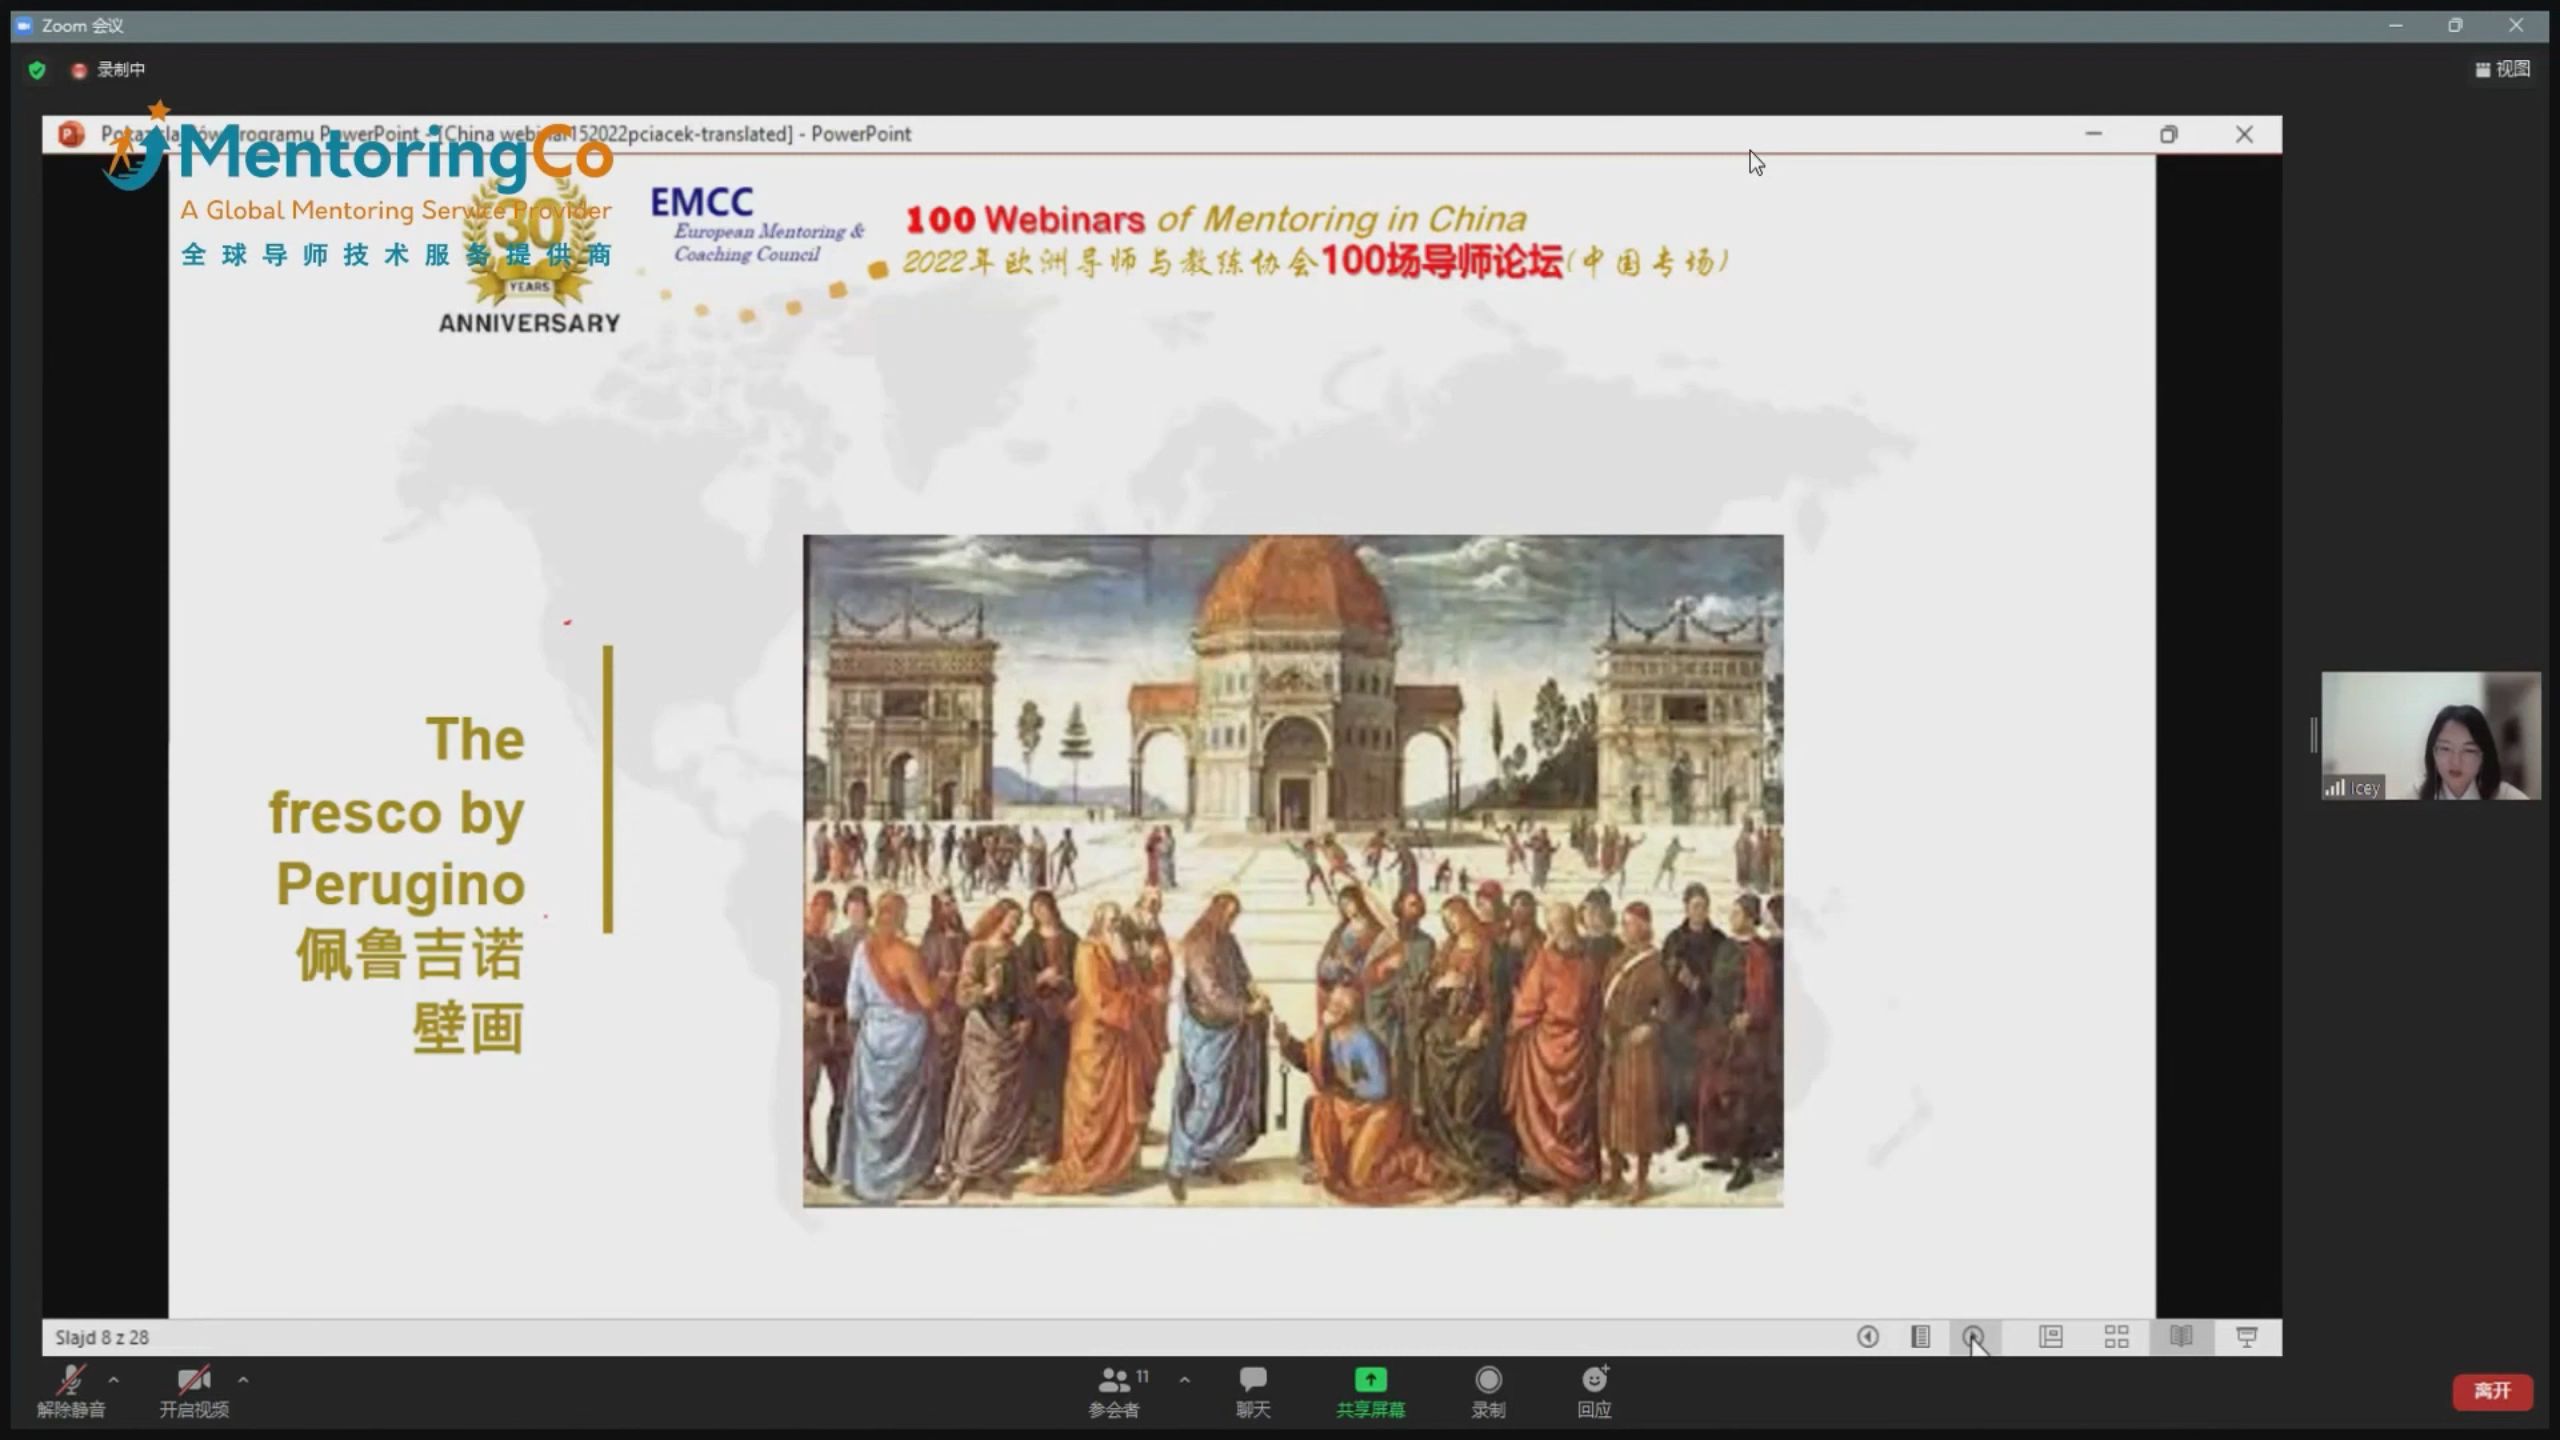 Zoom 会议
录制中
视图
Pokaz slajdów programu PowerPoint - [China webinar152022pciacek-translated] - PowerPoint
MentoringCo
A Global Mentoring Service Provider
全球导师技术服务提供商
30
YEARS
ANNIVERSARY
EMCC
European Mentoring &
Coaching Council
100 Webinars of Mentoring in China
2022年欧洲导师与教练协会100场导师论坛(中国专场)
The
fresco by
Perugino
佩鲁吉诺
壁画
Icey
Slajd 8 z 28
解除静音
开启视频
11
参会者
聊天
共享屏幕
录制
回应
离开